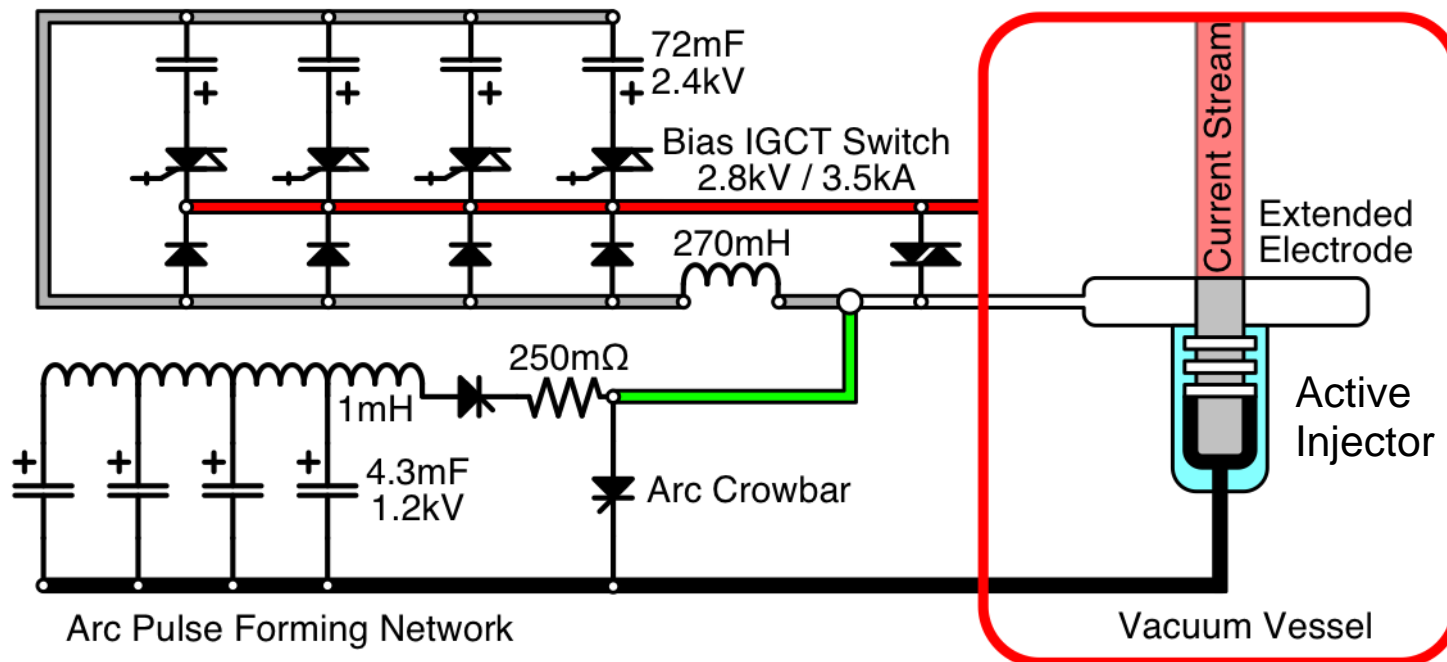 72mF
2.4kV
+ + + +
Bias IGCT Switch
2.8kV / 3.5kA
Current Stream
Extended
Electrode
270mH
250mΩ
1mH
Active
Injector
+ + + +
4.3mF
1.2kV
Arc Crowbar
Arc Pulse Forming Network
Vacuum Vessel